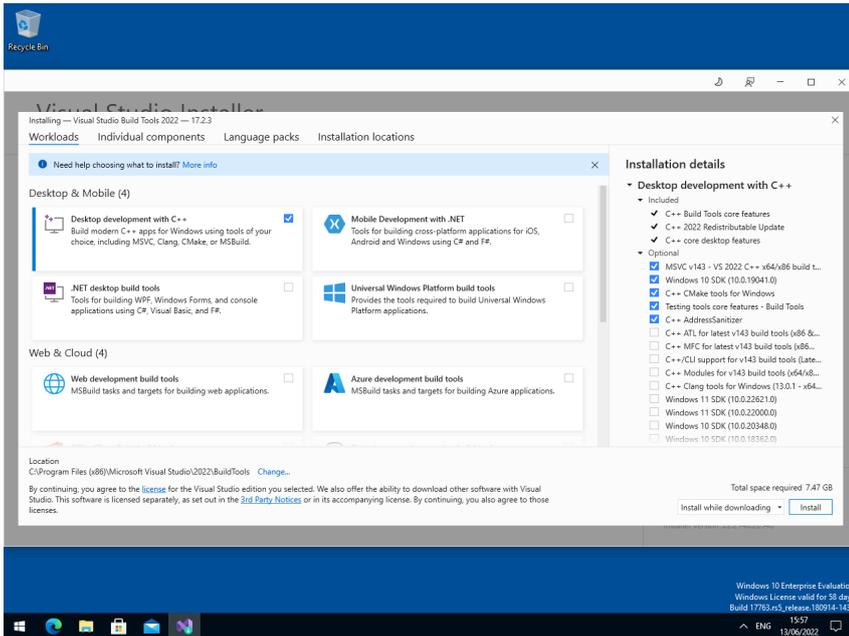 Recycle Bin
Visual Studio Installer
Installing — Visual Studio Build Tools 2022 — 17.2.3
Workloads Individual components Language packs Installation locations
Need help choosing what to install? More info
Desktop & Mobile (4)
Desktop development with C++
Build modern C++ apps for Windows using tools of your
choice, including MSVC, Clang, CMake, or MSBuild.
Mobile Development with .NET
Tools for building cross-platform applications for iOS,
Android and Windows using C# and F#.
.NET desktop build tools
Tools for building WPF, Windows Forms, and console
applications using C#, Visual Basic, and F#.
Universal Windows Platform build tools
Provides the tools required to build Universal Windows
Platform applications.
Web & Cloud (4)
Web development build tools
MSBuild tasks and targets for building web applications.
Azure development build tools
MSBuild tasks and targets for building Azure applications.
Installation details
Desktop development with C++
Included
C++ Build Tools core features
C++ 2022 Redistributable Update
C++ core desktop features
Optional
MSVC v143 - VS 2022 C++ x64/x86 build t...
Windows 10 SDK (10.0.19041.0)
C++ CMake tools for Windows
Testing tools core features - Build Tools
C++ AddressSanitizer
C++ ATL for latest v143 build tools (x86 &...
C++ MFC for latest v143 build tools (x86...
C++/CLI support for v143 build tools (Late...
C++ Modules for v143 build tools (x64/x8...
C++ Clang tools for Windows (13.0.1 - x64...
Windows 11 SDK (10.0.22621.0)
Windows 11 SDK (10.0.22000.0)
Windows 10 SDK (10.0.20348.0)
Windows 10 SDK (10.0.18362.0)
Location
C:\Program Files (x86)\Microsoft Visual Studio\2022\BuildTools Change...
By continuing, you agree to the license for the Visual Studio edition you selected. We also offer the ability to download other software with Visual
Studio. This software is licensed separately, as set out in the 3rd Party Notices or in its accompanying license. By continuing, you also agree to those
licenses.
Total space required 7.47 GB
Install while downloading Install
Windows 10 Enterprise Evaluatio
Windows License valid for 58 day
Build 17763.rs5_release.180914-143
ENG
15:57
13/06/2022